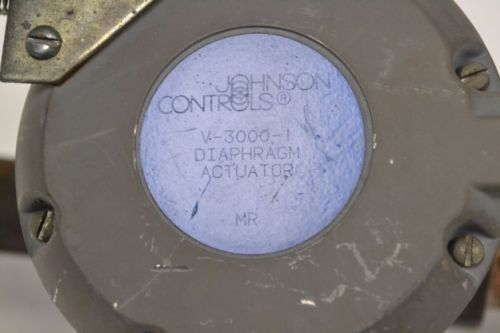 JOHNSON
CONTROLS®
V-3000-1
DIAPHRAGM
ACTUATOR
MR